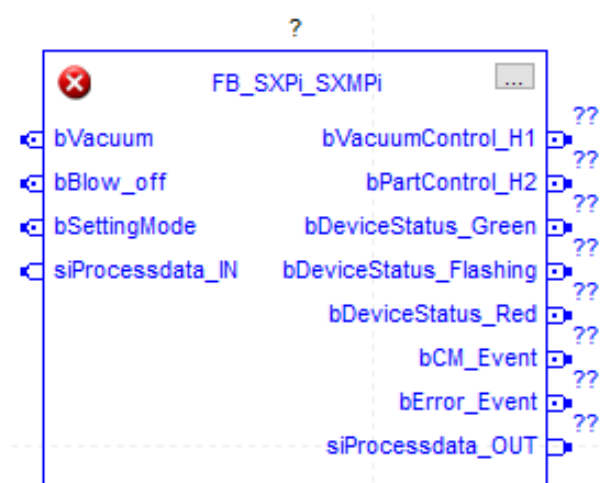 ?
FB_SXPi_SXMPi ...
??
bVacuum bVacuumControl_H1
??
bBlow_off bPartControl_H2
??
bSettingMode bDeviceStatus_Green
??
siProcessdata_IN bDeviceStatus_Flashing
??
bDeviceStatus_Red
??
bCM_Event
??
bError_Event
??
siProcessdata_OUT